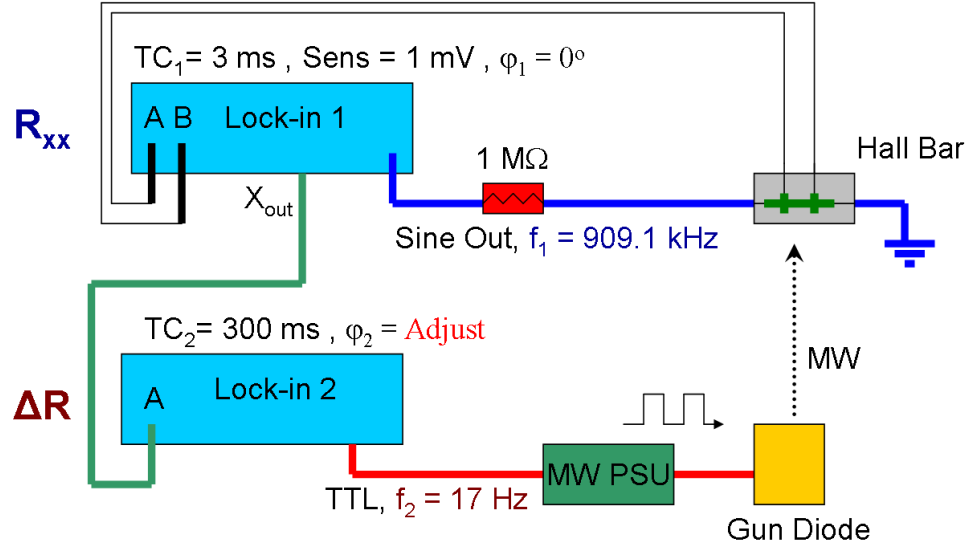 TC₁= 3 ms , Sens = 1 mV , φ₁ = 0º
A B Lock-in 1
Rxx
1 MΩ
Hall Bar
Xout
Sine Out, f₁ = 909.1 kHz
TC₂= 300 ms , φ₂ = Adjust
MW
Lock-in 2
A
ΔR
MW PSU
TTL, f₂ = 17 Hz
Gun Diode